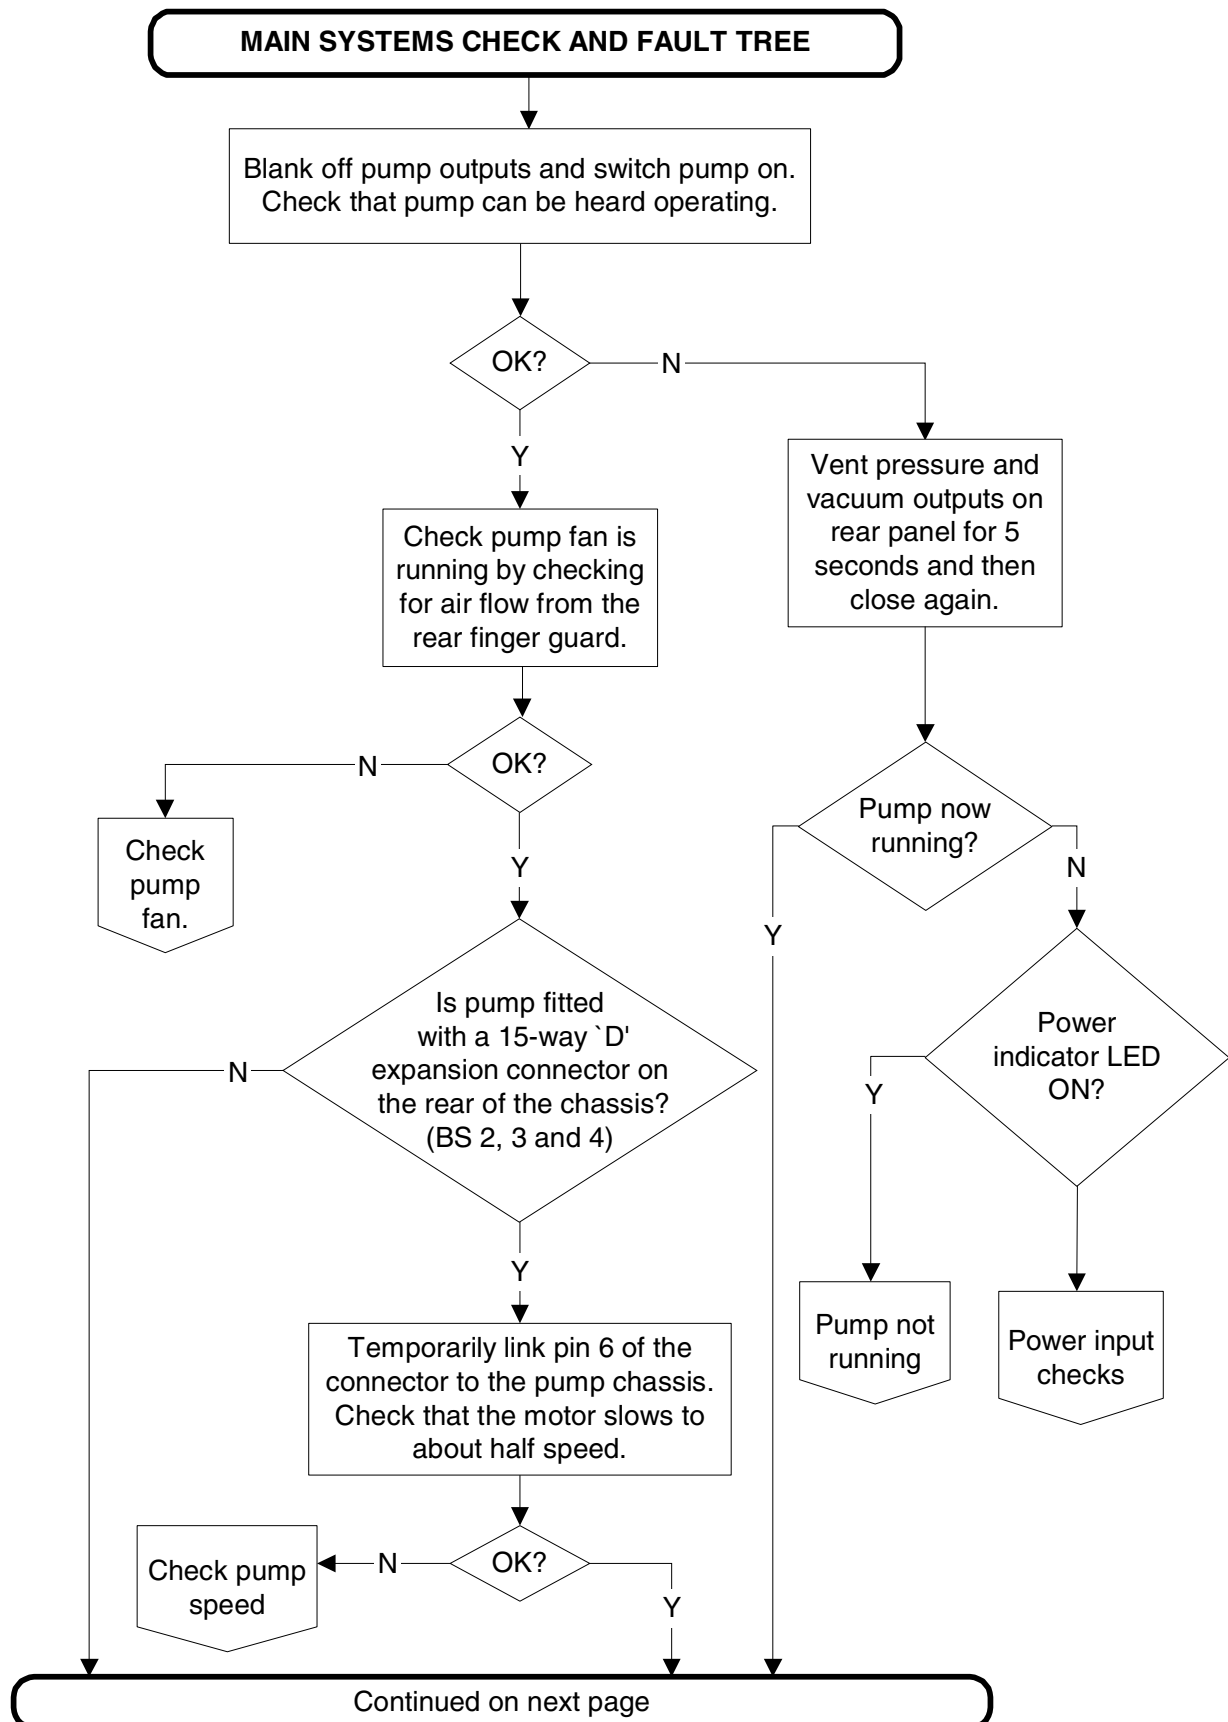 MAIN SYSTEMS CHECK AND FAULT TREE
Blank off pump outputs and switch pump on.
Check that pump can be heard operating.
OK?
N
Y
Vent pressure and
vacuum outputs on
rear panel for 5
seconds and then
close again.
Check pump fan is
running by checking
for air flow from the
rear finger guard.
OK?
N
Y
Check
pump
fan.
Pump now
running?
N
Y
Is pump fitted
with a 15-way `D'
expansion connector on
the rear of the chassis?
(BS 2, 3 and 4)
N
Y
Power
indicator LED
ON?
Y
Pump not
running
Power input
checks
Temporarily link pin 6 of the
connector to the pump chassis.
Check that the motor slows to
about half speed.
OK?
N
Y
Check pump
speed
Continued on next page